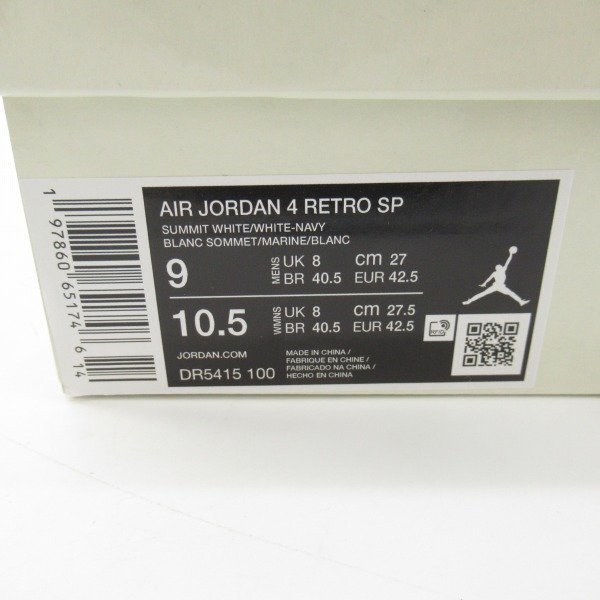 AIR JORDAN 4 RETRO SP
SUMMIT WHITE/WHITE-NAVY
BLANC SOMMET/MARINE/BLANC
9 MENS UK 8 cm 27
BR 40.5 EUR 42.5
10.5 WMNS UK 8 cm 27.5
BR 40.5 EUR 42.5
JORDAN.COM
DR5415 100
MADE IN CHINA /
FABRIQUE EN CHINE /
FABRICADO NA CHINA /
HECHO EN CHINA
1 97860 65174 6 14